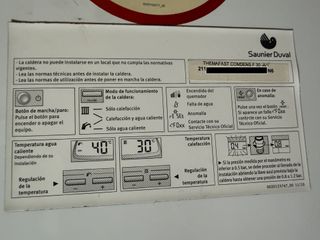 - La caldera no puede instalarse en un local que no cumpla las normativas vigentes.
- Lea las normas técnicas antes de instalar la caldera.
- Lea las normas de utilización antes de poner en marcha la caldera.
Saunier Duval
THEMAFAST CONDENS F 30
211
N6
Botón de marcha/paro:
Pulse el botón para encender o apagar el equipo.
Modo de funcionamiento de la caldera:
Sólo calefacción
Calefacción y agua caliente
Sólo agua caliente
Encendido del quemador
Falta de agua
Anomalía
Contacte con su Servicio Técnico Oficial.
En caso de anomalía:
Pulse una vez el botón
Si aparece un fallo
Contacte con su Servicio Técnico Oficial.
Temperatura agua caliente
Dependiendo de su instalación
40°
30°
Temperatura calefacción
Regulación de la temperatura
Regulación de la temperatura
Si la presión medida por el manómetro es inferior a 0.5 bar, se debe proceder al llenado de la instalación abriendo la llave azul prevista bajo la caldera hasta obtener una presión de 0.8 a 1.2 bar.